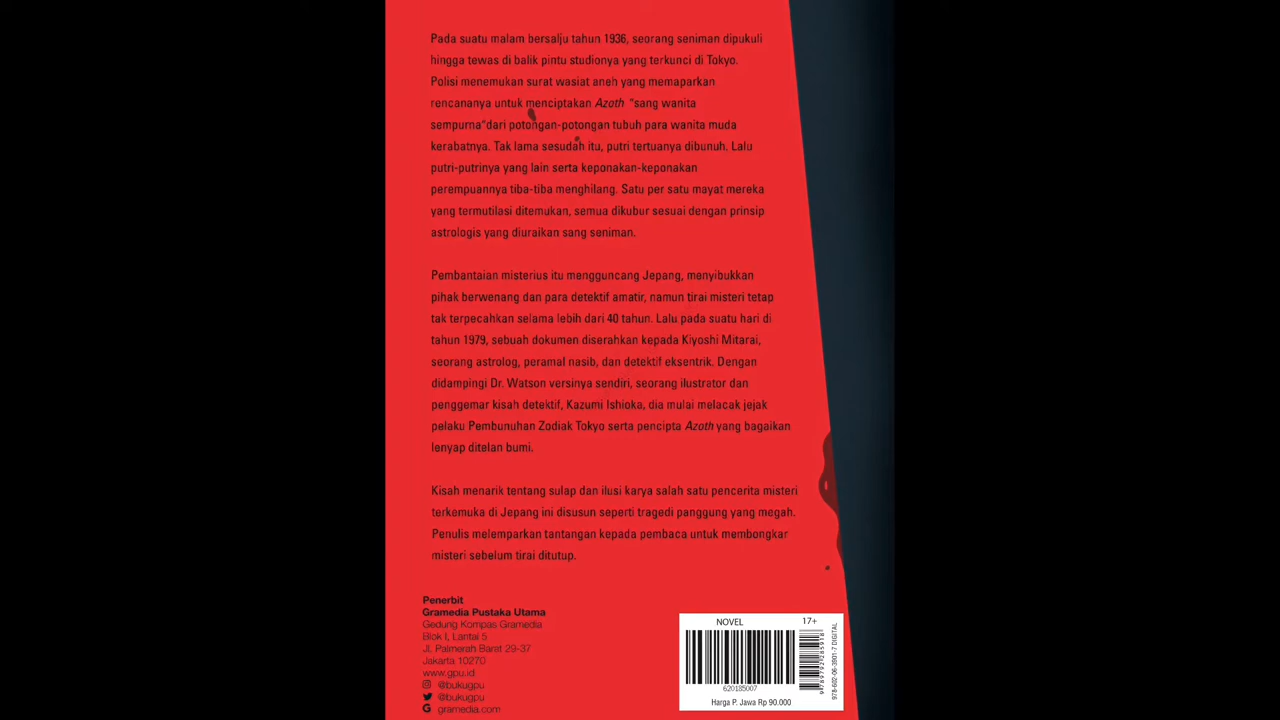 Pada suatu malam bersalju tahun 1936, seorang seniman dipukuli
hingga tewas di balik pintu studionya yang terkunci di Tokyo.
Polisi menemukan surat wasiat aneh yang memaparkan
rencananya untuk menciptakan Azoth "sang wanita
sempurna"dari potongan-potongan tubuh para wanita muda
kerabatnya. Tak lama sesudah itu, putri tertuanya dibunuh. Lalu
putri-putrinya yang lain serta keponakan-keponakan
perempuannya tiba-tiba menghilang. Satu per satu mayat mereka
yang termutilasi ditemukan, semua dikubur sesuai dengan prinsip
astrologis yang diuraikan sang seniman.
Pembantaian misterius itu mengguncang Jepang, menyibukkan
pihak berwenang dan para detektif amatir, namun tirai misteri tetap
tak terpecahkan selama lebih dari 40 tahun. Lalu pada suatu hari di
tahun 1979, sebuah dokumen diserahkan kepada Kiyoshi Mitarai,
seorang astrolog, peramal nasib, dan detektif eksentrik. Dengan
didampingi Dr. Watson versinya sendiri, seorang ilustrator dan
penggemar kisah detektif, Kazumi Ishioka, dia mulai melacak jejak
pelaku Pembunuhan Zodiak Tokyo serta pencipta Azoth yang bagaikan
lenyap ditelan bumi.
Kisah menarik tentang sulap dan ilusi karya salah satu pencerita misteri
terkemuka di Jepang ini disusun seperti tragedi panggung yang megah.
Penulis melemparkan tantangan kepada pembaca untuk membongkar
misteri sebelum tirai ditutup.
Penerbit
Gramedia Pustaka Utama
Gedung Kompas Gramedia
Blok I, Lantai 5
Jl. Palmerah Barat 29-37
Jakarta 10270
www.gpu.id
@bukugpu
@bukugpu
gramedia.com
NOVEL
17+
620185007
Harga P. Jawa Rp 90.000
9789792285918
978-602-06-3901-7 DIGITAL